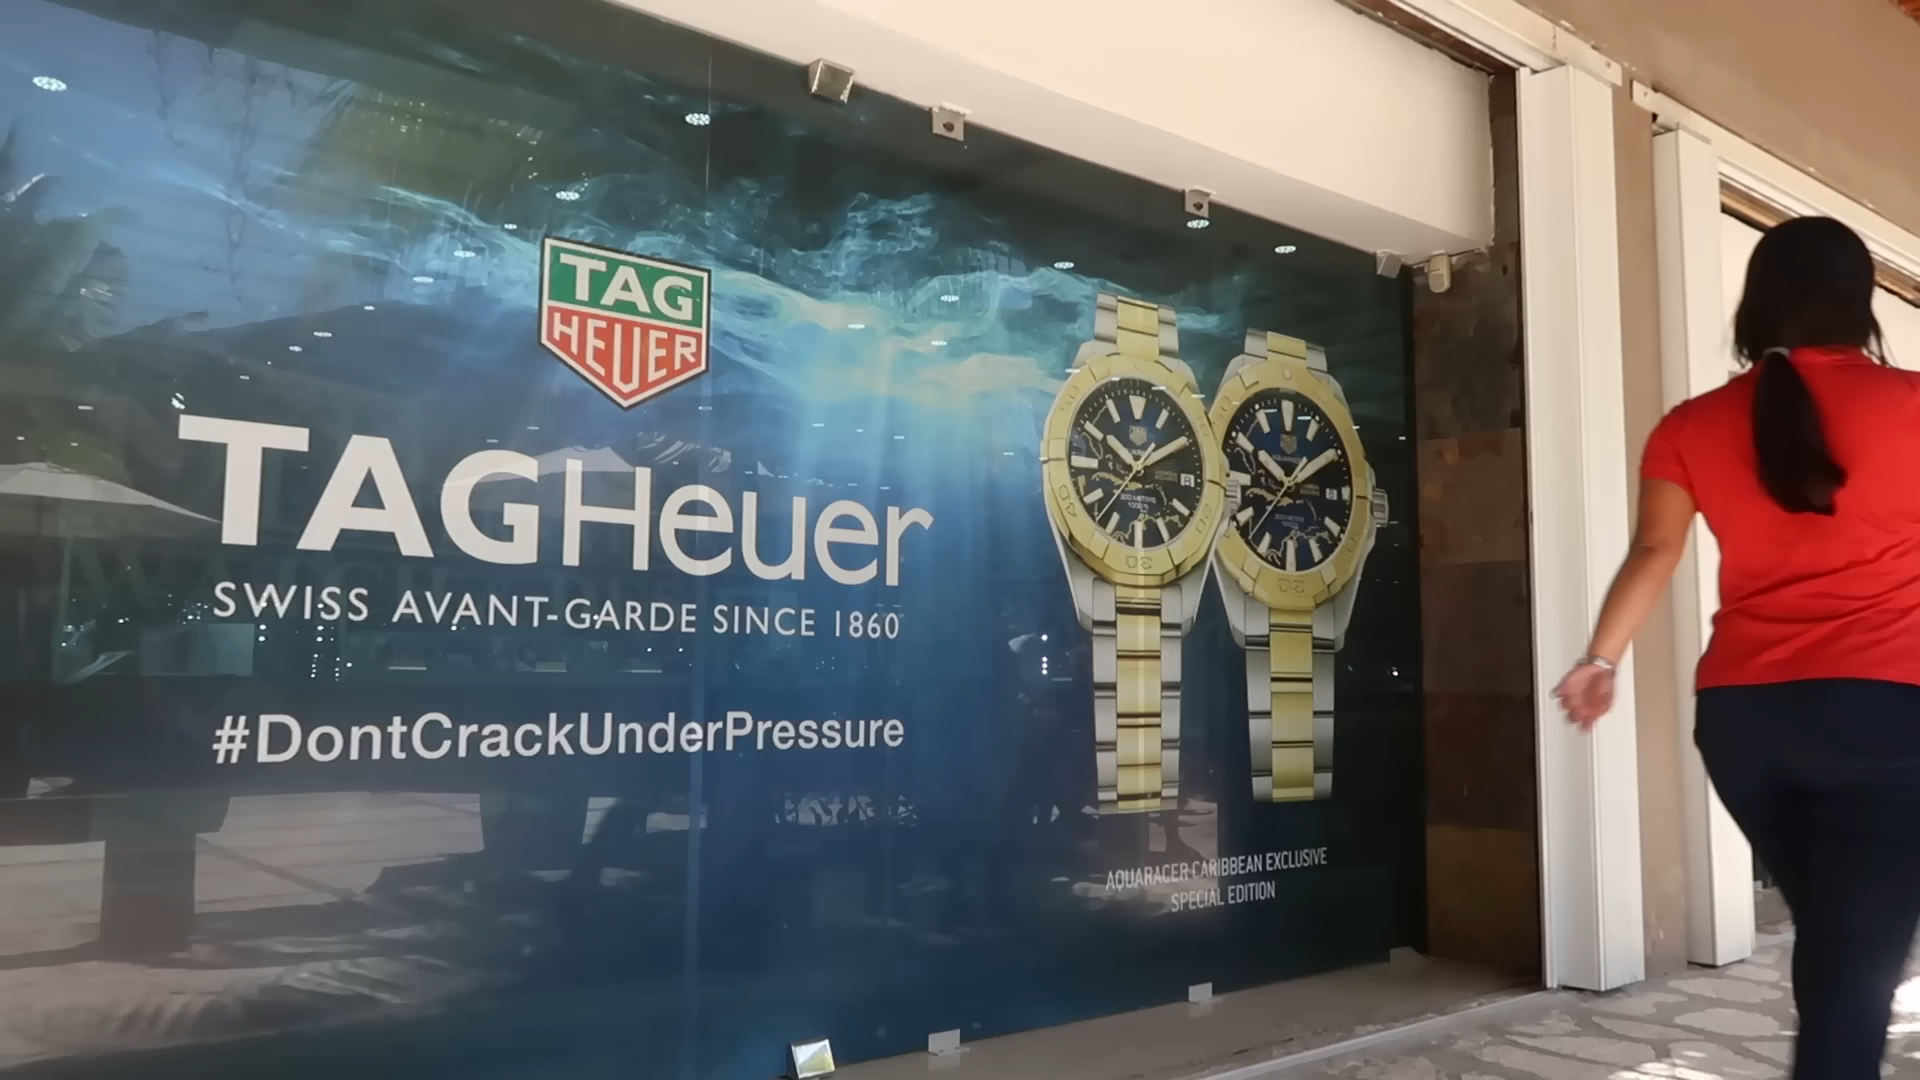 TAG
HEUER
TAGHeuer
SWISS AVANT-GARDE SINCE 1860
#DontCrackUnderPressure
AQUARACER CARIBBEAN EXCLUSIVE
SPECIAL EDITION